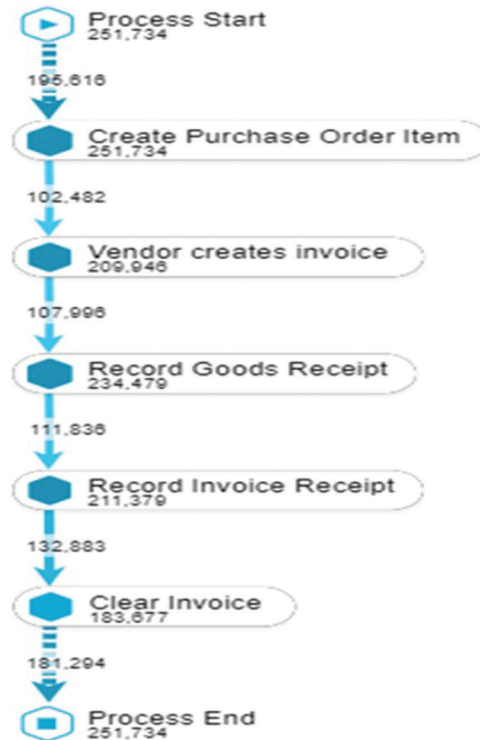 Process Start
251,734
195,616
Create Purchase Order Item
251,734
102,482
Vendor creates invoice
209,946
107,996
Record Goods Receipt
234,479
111,836
Record Invoice Receipt
211,379
132,883
Clear Invoice
183,677
181,294
Process End
251,734